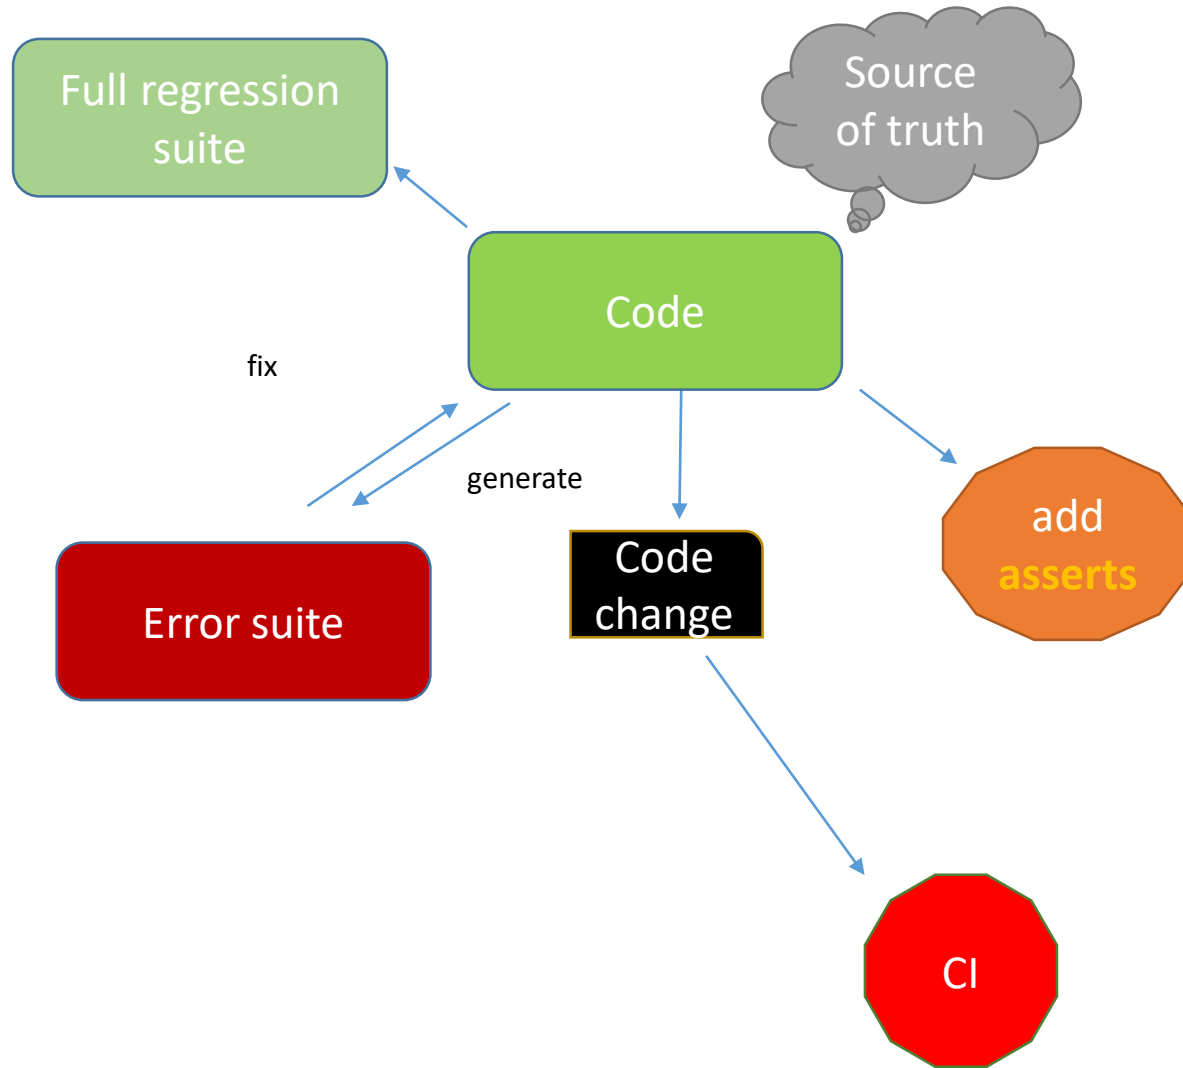 Full regression
suite
Source
of truth
Code
fix
generate
Error suite
Code
change
add
asserts
CI